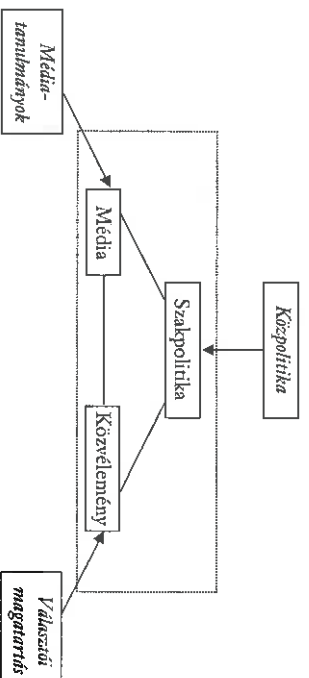 Közpolitika
Szakpolitika
Média
Közvélemény
Média-
tanulmányok
Választói
magatartás